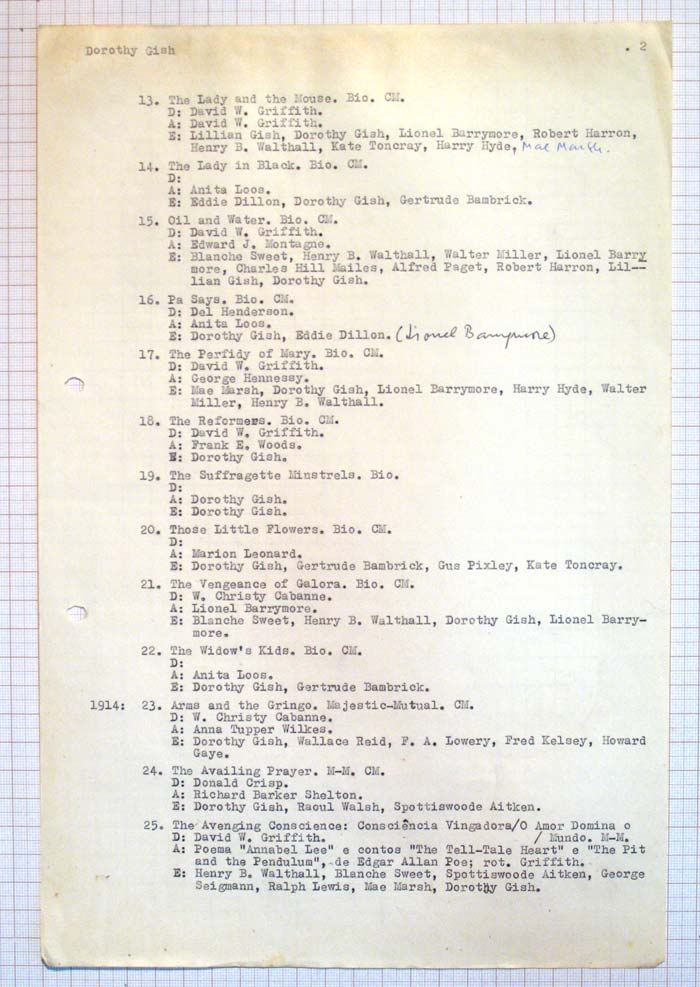 Dorothy Gish . 2
13. The Lady and the Mouse. Bio. CM.
D: David W. Griffith.
A: David W. Griffith.
E: Lillian Gish, Dorothy Gish, Lionel Barrymore, Robert Harron,
Henry B. Walthall, Kate Toncray, Harry Hyde, Mae Marsh.
14. The Lady in Black. Bio. CM.
D:
A: Anita Loos.
E: Eddie Dillon, Dorothy Gish, Gertrude Bambrick.
15. Oil and Water. Bio. CM.
D: David W. Griffith.
A: Edward J. Montagne.
E: Blanche Sweet, Henry B. Walthall, Walter Miller, Lionel Barry
more, Charles Hill Mailes, Alfred Paget, Robert Harron, Lil--
lian Gish, Dorothy Gish.
16. Pa Says. Bio. CM.
D: Del Henderson.
A: Anita Loos.
E: Dorothy Gish, Eddie Dillon. (Lionel Barrymore)
17. The Perfidy of Mary. Bio. CM.
D: David W. Griffith.
A: George Hennessy.
E: Mae Marsh, Dorothy Gish, Lionel Barrymore, Harry Hyde, Walter
Miller, Henry B. Walthall.
18. The Reformers. Bio. CM.
D: David W. Griffith.
A: Frank E. Woods.
E: Dorothy Gish.
19. The Suffragette Minstrels. Bio.
D:
A: Dorothy Gish.
E: Dorothy Gish.
20. Those Little Flowers. Bio. CM.
D:
A: Marion Leonard.
E: Dorothy Gish, Gertrude Bambrick, Gus Pixley, Kate Toncray.
21. The Vengeance of Galora. Bio. CM.
D: W. Christy Cabanne.
A: Lionel Barrymore.
E: Blanche Sweet, Henry B. Walthall, Dorothy Gish, Lionel Barry-
more.
22. The Widow's Kids. Bio. CM.
D:
A: Anita Loos.
E: Dorothy Gish, Gertrude Bambrick.
1914: 23. Arms and the Gringo. Majestic-Mutual. CM.
D: W. Christy Cabanne.
A: Anna Tupper Wilkes.
E: Dorothy Gish, Wallace Reid, F. A. Lowery, Fred Kelsey, Howard
Gaye.
24. The Availing Prayer. M-M. CM.
D: Donald Crisp.
A: Richard Barker Shelton.
E: Dorothy Gish, Raoul Walsh, Spottiswoode Aitken.
25. The Avenging Conscience: Consciência Vingadora/O Amor Domina o
D: David W. Griffith. / Mundo. M-M.
A: Poema "Annabel Lee" e contos "The Tell-Tale Heart" e "The Pit
and the Pendulum", de Edgar Allan Poe; rot. Griffith.
E: Henry B. Walthall, Blanche Sweet, Spottiswoode Aitken, George
Seigmann, Ralph Lewis, Mae Marsh, Dorothy Gish.